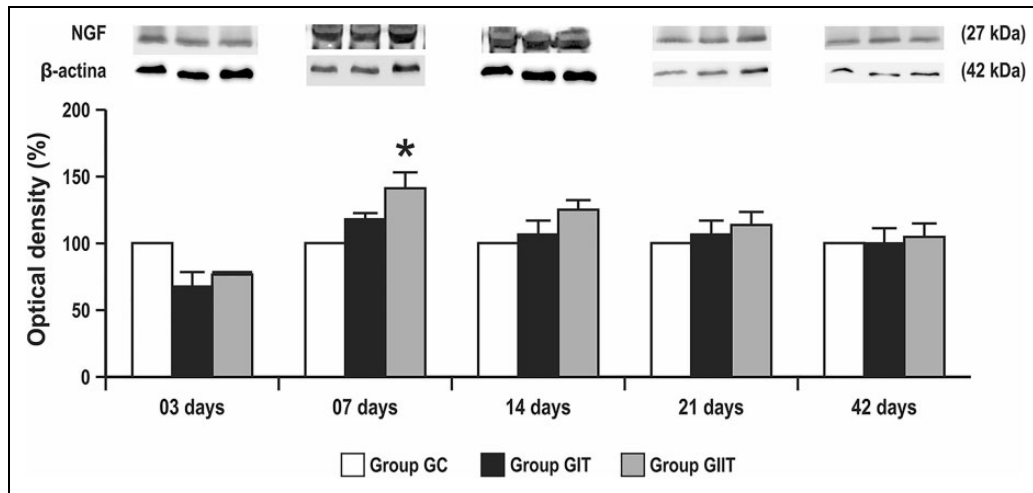 NGF (27 kDa)
β-actina (42 kDa)
Optical density (%)
200
150
100
50
0
*
03 days 07 days 14 days 21 days 42 days
Group GC Group GIT Group GIIT